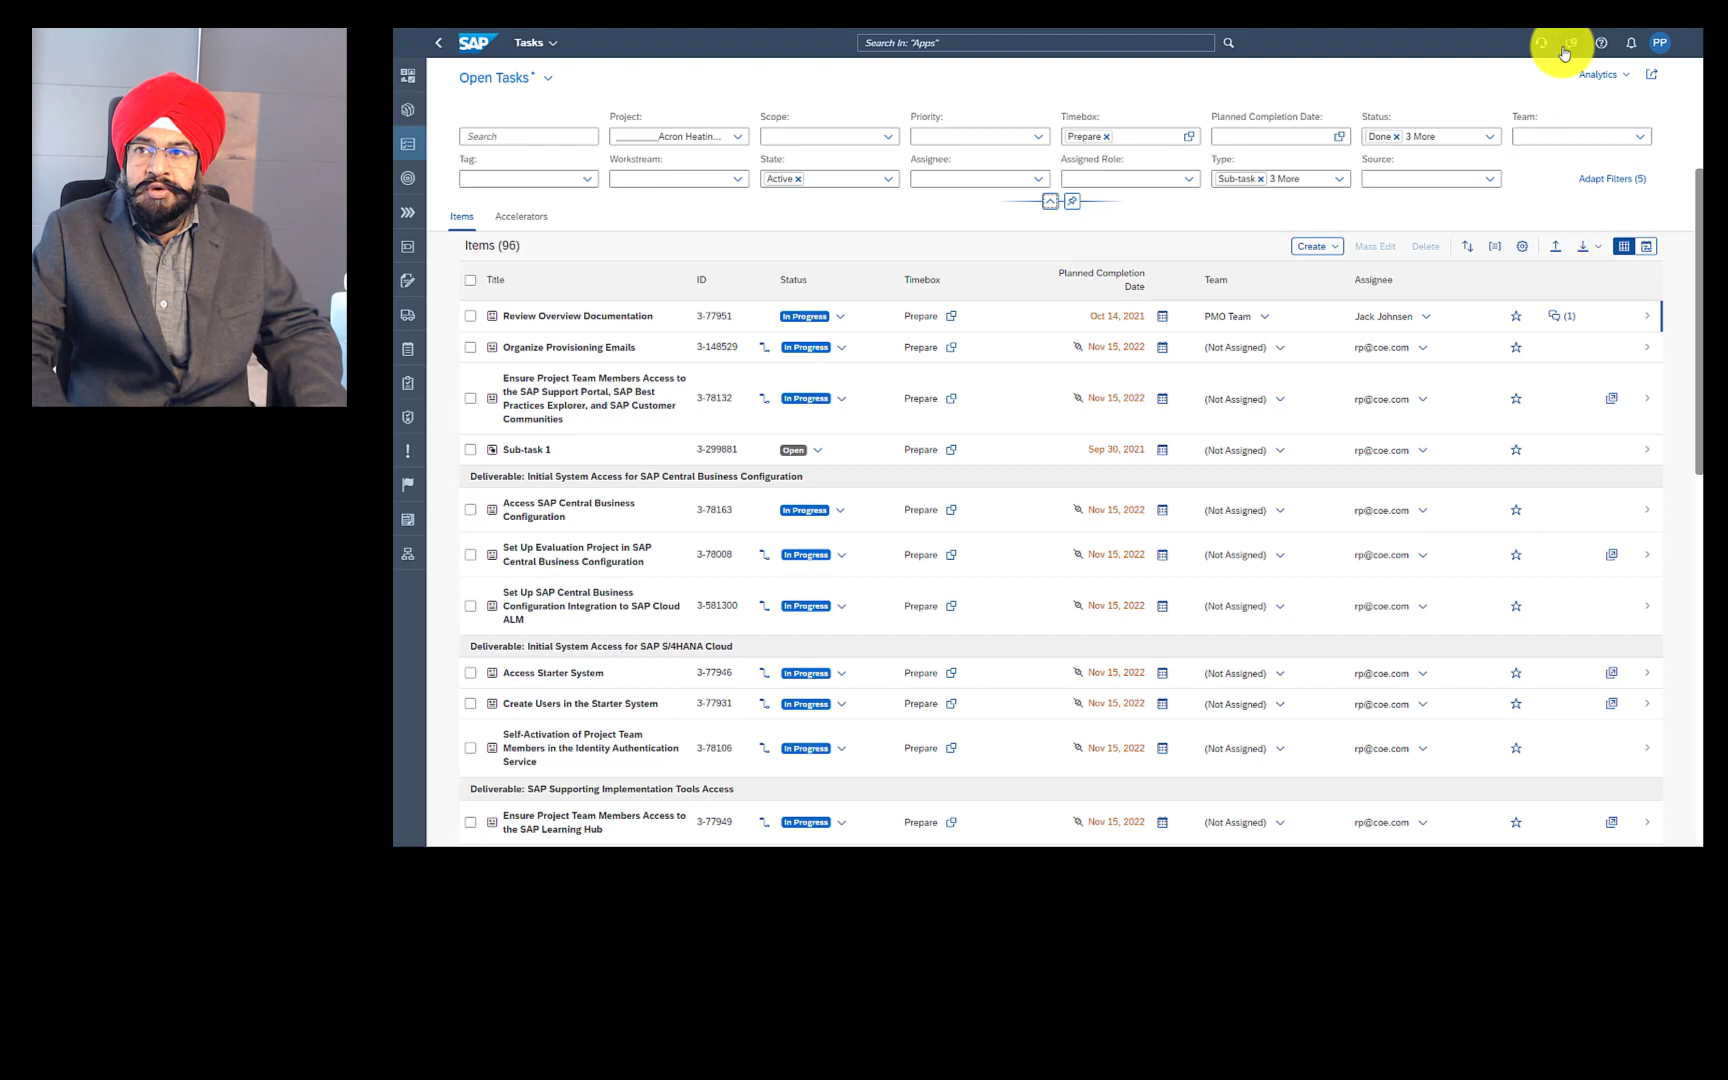 SAP Tasks Search In: "Apps" PP
Open Tasks* Analytics
Project: Scope: Priority: Timebox: Planned Completion Date: Status: Team:
Search ________Acron Heatin... Prepare Done 3 More
Tag: Workstream: State: Assignee: Assigned Role: Type: Source:
Active Sub-task 3 More Adapt Filters (5)
Items Accelerators
Items (96) Create Mass Edit Delete
Title ID Status Timebox Planned Completion Date Team Assignee
Review Overview Documentation 3-77951 In Progress Prepare Oct 14, 2021 PMO Team Jack Johnsen (1)
Organize Provisioning Emails 3-148529 In Progress Prepare Nov 15, 2022 (Not Assigned) rp@coe.com
Ensure Project Team Members Access to
the SAP Support Portal, SAP Best
Practices Explorer, and SAP Customer
Communities
3-78132 In Progress Prepare Nov 15, 2022 (Not Assigned) rp@coe.com
Sub-task 1 3-299881 Open Prepare Sep 30, 2021 (Not Assigned) rp@coe.com
Deliverable: Initial System Access for SAP Central Business Configuration
Access SAP Central Business
Configuration
3-78163 In Progress Prepare Nov 15, 2022 (Not Assigned) rp@coe.com
Set Up Evaluation Project in SAP
Central Business Configuration
3-78008 In Progress Prepare Nov 15, 2022 (Not Assigned) rp@coe.com
Set Up SAP Central Business
Configuration Integration to SAP Cloud
ALM
3-581300 In Progress Prepare Nov 15, 2022 (Not Assigned) rp@coe.com
Deliverable: Initial System Access for SAP S/4HANA Cloud
Access Starter System 3-77946 In Progress Prepare Nov 15, 2022 (Not Assigned) rp@coe.com
Create Users in the Starter System 3-77931 In Progress Prepare Nov 15, 2022 (Not Assigned) rp@coe.com
Self-Activation of Project Team
Members in the Identity Authentication
Service
3-78106 In Progress Prepare Nov 15, 2022 (Not Assigned) rp@coe.com
Deliverable: SAP Supporting Implementation Tools Access
Ensure Project Team Members Access to
the SAP Learning Hub
3-77949 In Progress Prepare Nov 15, 2022 (Not Assigned) rp@coe.com